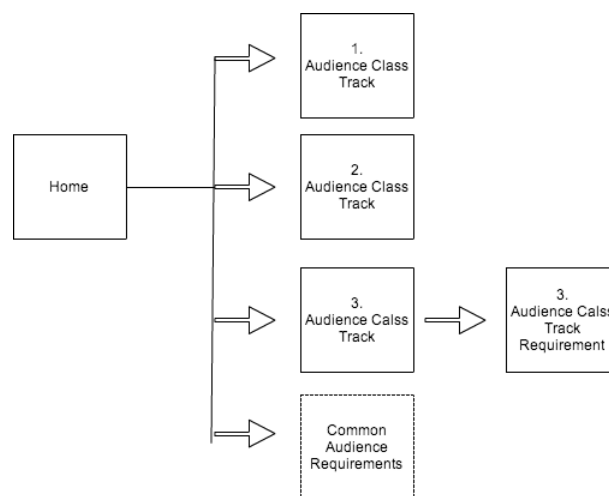 1.
Audience Class
Track
Home
2.
Audience Class
Track
3.
Audience Calss
Track
3.
Audience Calss
Track
Requirement
Common
Audience
Requirements